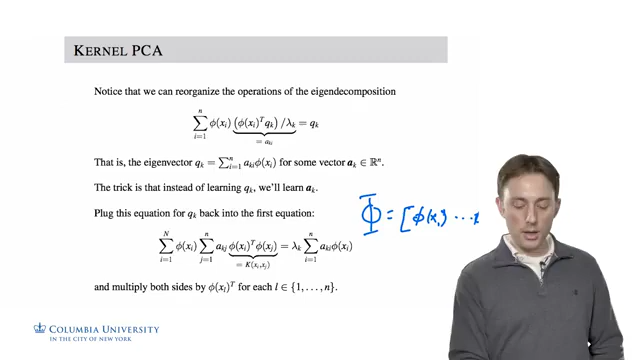 KERNEL PCA
Notice that we can reorganize the operations of the eigendecomposition
∑_{i=1}^{n} φ(x_i) (φ(x_i)^T q_k)/λ_k = q_k
= a_{ki}
That is, the eigenvector q_k = ∑_{i=1}^{n} a_{ki}φ(x_i) for some vector a_k ∈ ℝ^n.
The trick is that instead of learning q_k, we'll learn a_k.
Plug this equation for q_k back into the first equation:
Φ = [φ(x_1) ...
∑_{i=1}^{N} φ(x_i) ∑_{j=1}^{n} a_{kj} φ(x_i)^T φ(x_j) = λ_k ∑_{i=1}^{n} a_{ki}φ(x_i)
= K(x_i,x_j)
and multiply both sides by φ(x_l)^T for each l ∈ {1, . . . , n}.
COLUMBIA UNIVERSITY
IN THE CITY OF NEW YORK